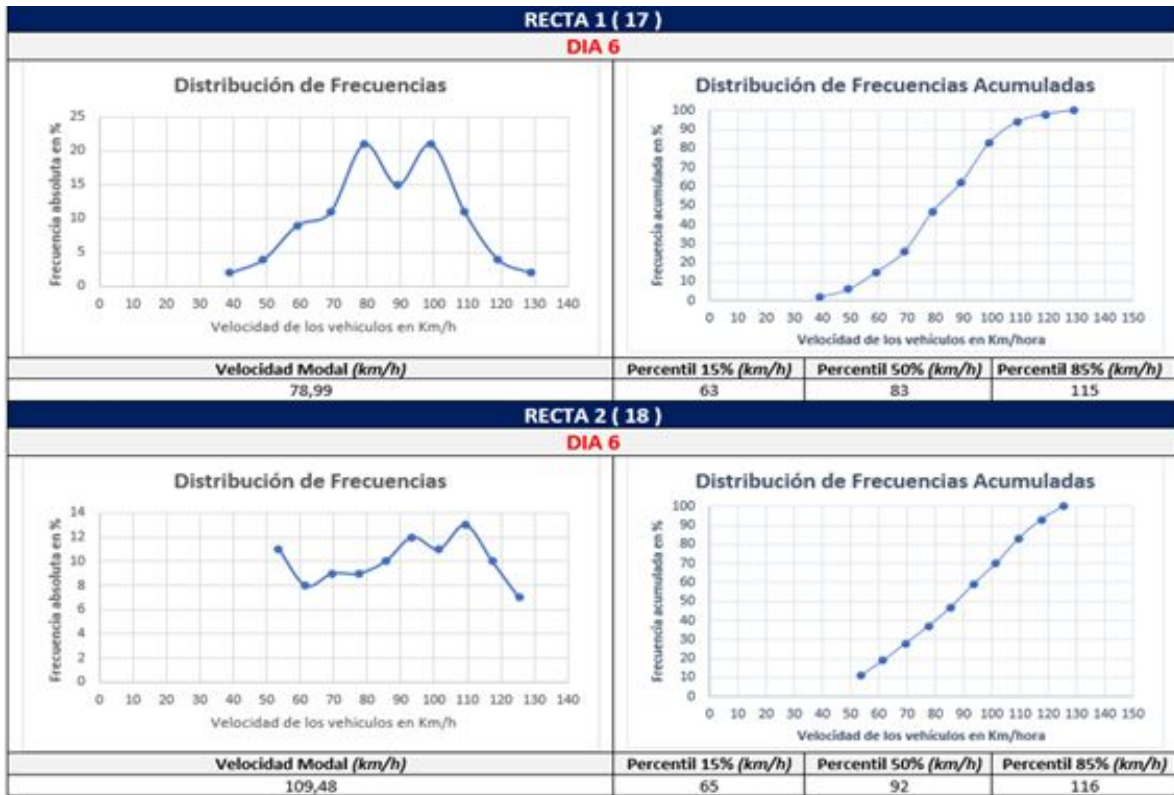 RECTA 1 ( 17 )
DIA 6
Distribución de Frecuencias
Frecuencia absoluta en %
25
20
15
10
5
0
0 10 20 30 40 50 60 70 80 90 100 110 120 130 140
Velocidad de los vehiculos en Km/h
Distribución de Frecuencias Acumuladas
Frecuencia acumulada en %
100
90
80
70
60
50
40
30
20
10
0
0 10 20 30 40 50 60 70 80 90 100 110 120 130 140 150
Velocidad de los vehículos en Km/hora
Velocidad Modal (km/h) Percentil 15% (km/h) Percentil 50% (km/h) Percentil 85% (km/h)
78,99 63 83 115
RECTA 2 ( 18 )
DIA 6
Distribución de Frecuencias
Frecuencia absoluta en %
14
12
10
8
6
4
2
0
0 10 20 30 40 50 60 70 80 90 100 110 120 130 140
Velocidad de los vehiculos en Km/h
Distribución de Frecuencias Acumuladas
Frecuencia acumulada en %
100
90
80
70
60
50
40
30
20
10
0
0 10 20 30 40 50 60 70 80 90 100 110 120 130 140 150
Velocidad de los vehículos en Km/hora
Velocidad Modal (km/h) Percentil 15% (km/h) Percentil 50% (km/h) Percentil 85% (km/h)
109,48 65 92 116